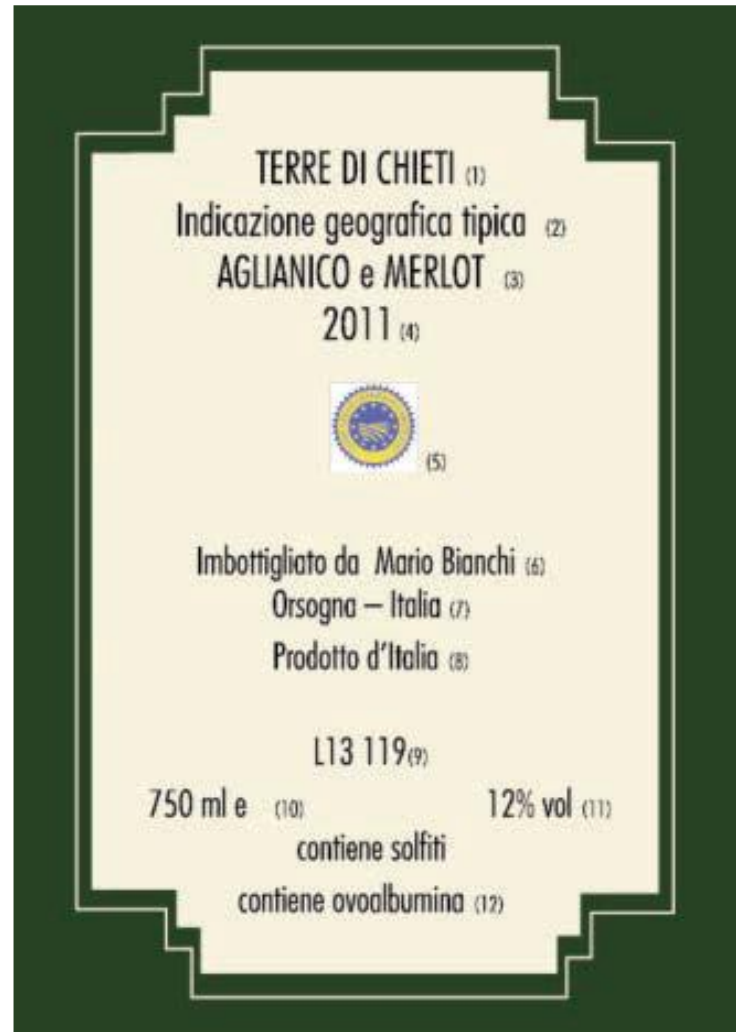 TERRE DI CHIETI (1)
Indicazione geografica tipica (2)
AGLIANICO e MERLOT (3)
2011 (4)
(5)
Imbottigliato da Mario Bianchi (6)
Orsogna – Italia (7)
Prodotto d'Italia (8)
L13 119(9)
750 ml e (10) 12% vol (11)
contiene solfiti
contiene ovoalbumina (12)